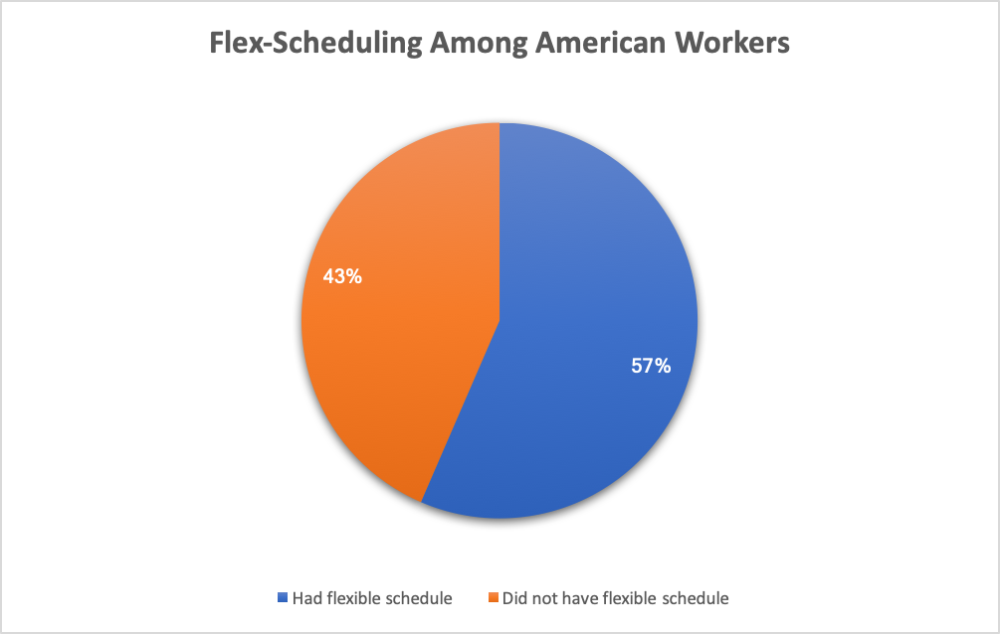 Flex-Scheduling Among American Workers
43%
57%
Had flexible schedule Did not have flexible schedule